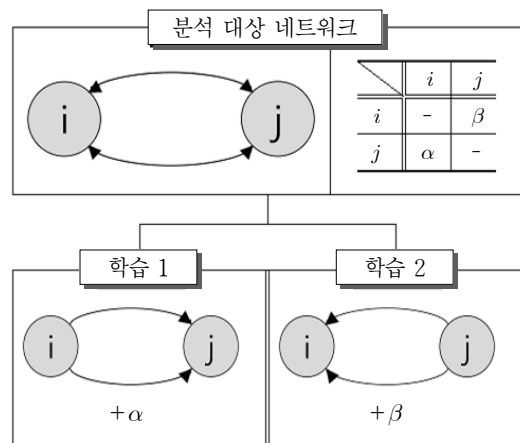 분석 대상 네트워크
i j
i j
i - β
j α -
학습 1
학습 2
i j
i j
+α
+β